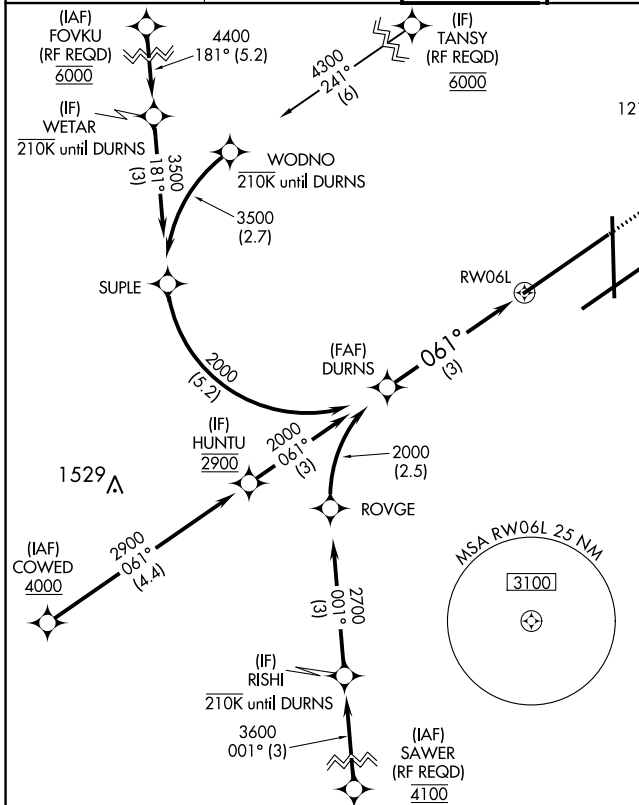 (IAF)
FOVKU
(RF REQD)
6000
4400
181° (5.2)
(IF)
TANSY
(RF REQD)
6000
4300
241°
(6)
(IF)
WETAR
210K until DURNS
121
3500
181°
(3)
WODNO
210K until DURNS
3500
(2.7)
SUPLE
RW06L
2000
(5.2)
(FAF)
DURNS
061°
(3)
(IF)
HUNTU
2900
2000
061°
(3)
2000
(2.5)
1529
ROVGE
(IAF)
COWED
4000
2900
061°
(4.4)
MSA RW06L 25 NM
3100
2700
001°
(3)
(IF)
RISHI
210K until DURNS
3600
001° (3)
(IAF)
SAWER
(RF REQD)
4100